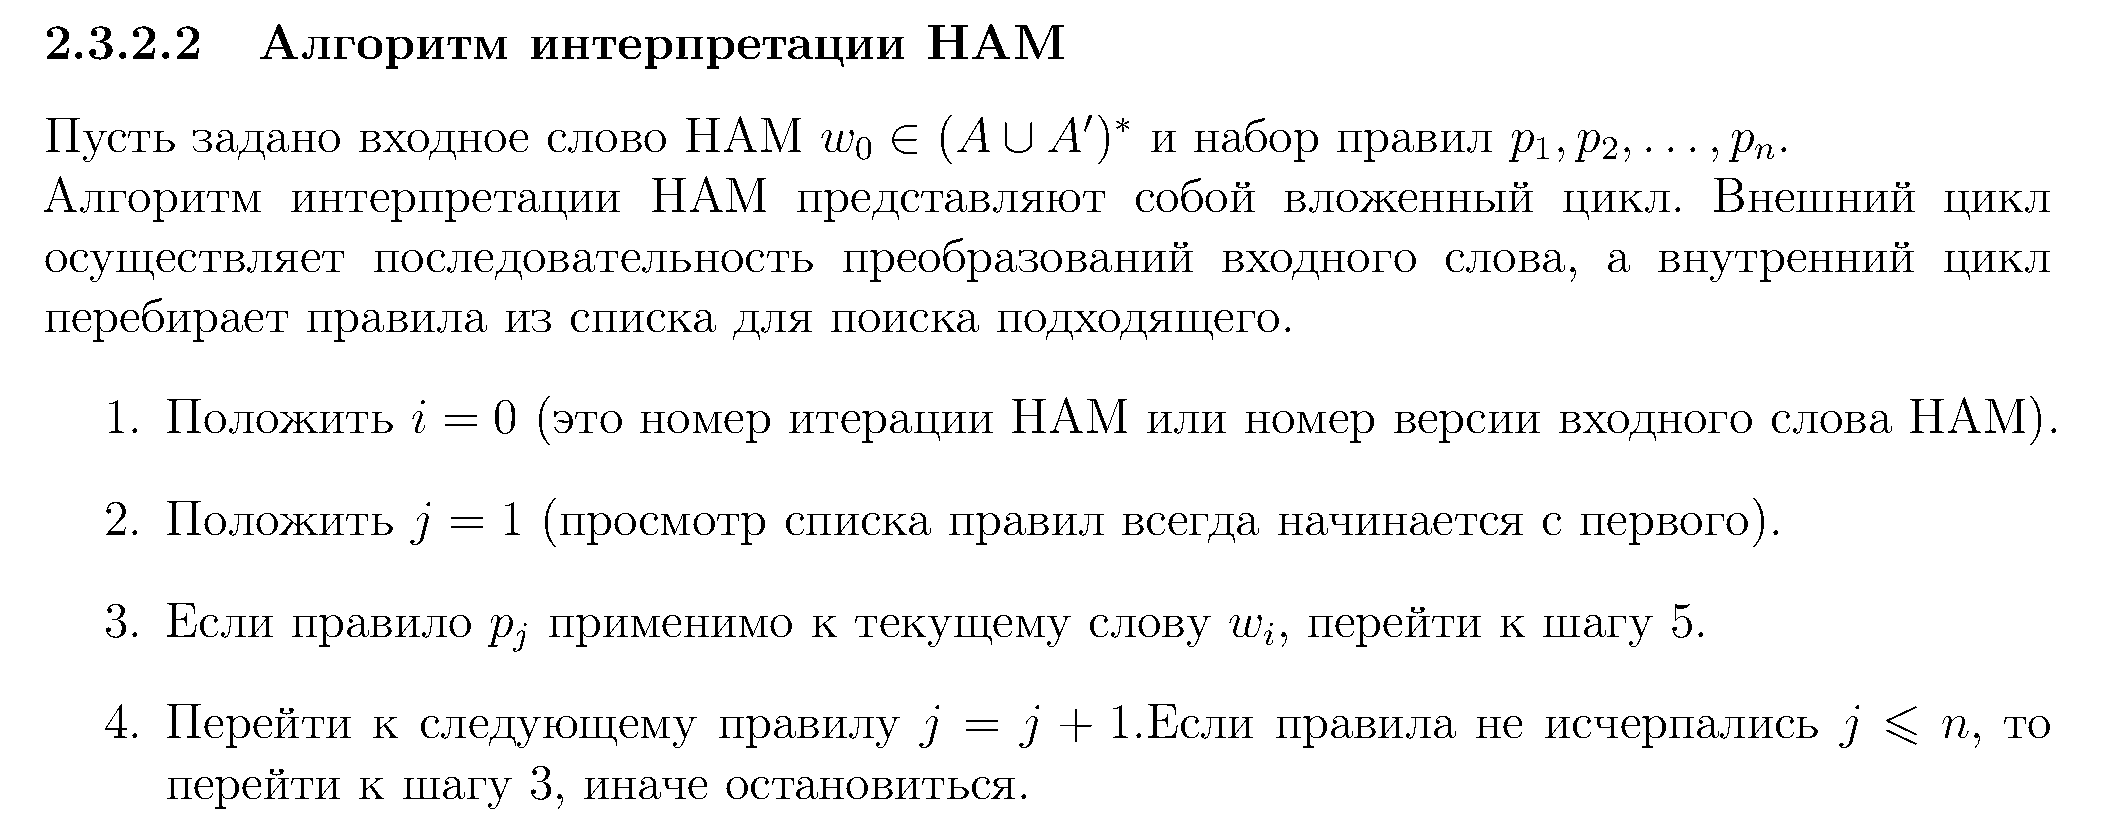 2.3.2.2 Алгоритм интерпретации НАМ
Пусть задано входное слово НАМ $w_0 \in (A \cup A')^*$ и набор правил $p_1, p_2, \ldots, p_n$.
Алгоритм интерпретации НАМ представляют собой вложенный цикл. Внешний цикл
осуществляет последовательность преобразований входного слова, а внутренний цикл
перебирает правила из списка для поиска подходящего.
1. Положить $i = 0$ (это номер итерации НАМ или номер версии входного слова НАМ).
2. Положить $j = 1$ (просмотр списка правил всегда начинается с первого).
3. Если правило $p_j$ применимо к текущему слову $w_i$, перейти к шагу 5.
4. Перейти к следующему правилу $j = j + 1$.Если правила не исчерпались $j \leqslant n$, то
перейти к шагу 3, иначе остановиться.